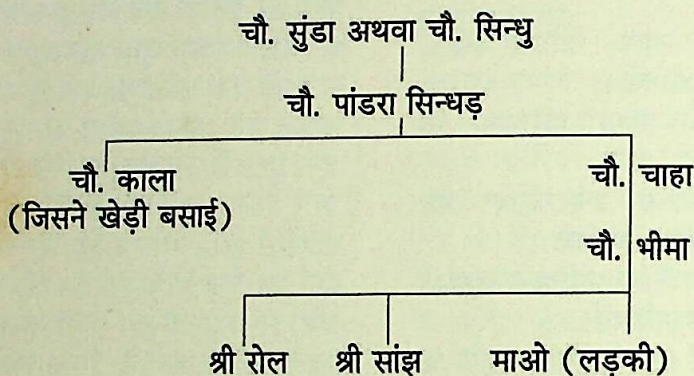 चौ. सुंडा अथवा चौ. सिन्धु
चौ. पांडरा सिन्धड़
चौ. काला
(जिसने खेड़ी बसाई)
चौ. चाहा
चौ. भीमा
श्री रोल श्री सांझ माओ (लड़की)